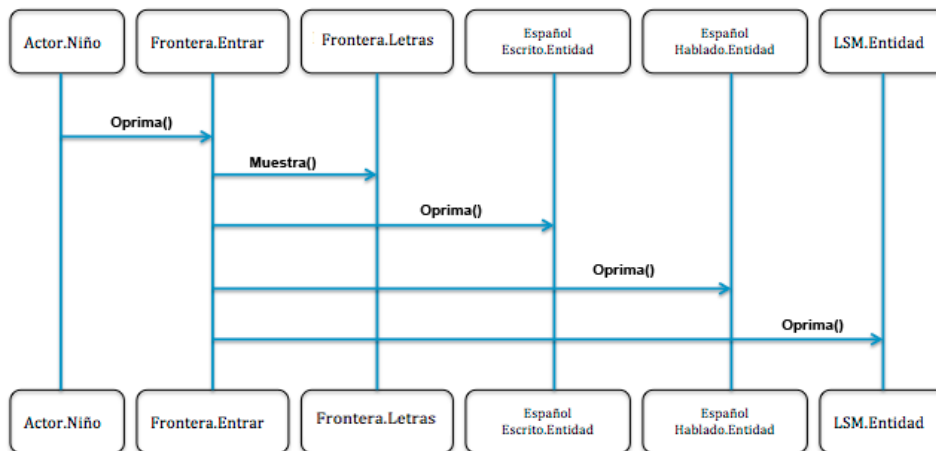 Actor.Niño
Frontera.Entrar
Frontera.Letras
Español
Escrito.Entidad
Español
Hablado.Entidad
LSM.Entidad
Oprima()
Muestra()
Oprima()
Oprima()
Oprima()
Actor.Niño
Frontera.Entrar
Frontera.Letras
Español
Escrito.Entidad
Español
Hablado.Entidad
LSM.Entidad